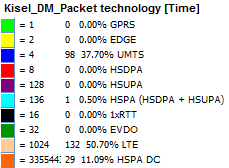 Kisel_DM_Packet technology [Time]
= 1 0 0.00% GPRS
= 2 0 0.00% EDGE
= 4 98 37.70% UMTS
= 8 0 0.00% HSDPA
= 128 0 0.00% HSUPA
= 136 1 0.50% HSPA (HSDPA + HSUPA)
= 16 0 0.00% 1xRTT
= 32 0 0.00% EVDO
= 1024 132 50.70% LTE
= 335544: 29 11.09% HSPA DC